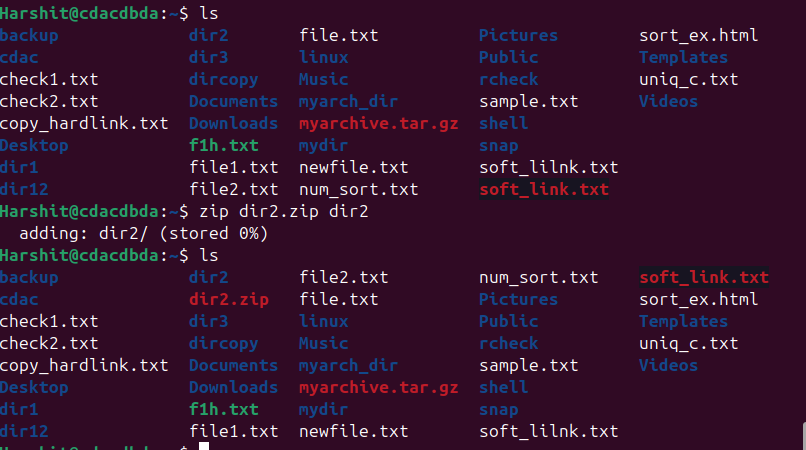 Harshit@cdacdbda:~$ ls
backup dir2 file.txt Pictures sort_ex.html
cdac dir3 linux Public Templates
check1.txt dircopy Music rcheck uniq_c.txt
check2.txt Documents myarch_dir sample.txt Videos
copy_hardlink.txt Downloads myarchive.tar.gz shell
Desktop f1h.txt mydir snap
dir1 file1.txt newfile.txt soft_lilnk.txt
dir12 file2.txt num_sort.txt soft_link.txt
Harshit@cdacdbda:~$ zip dir2.zip dir2
adding: dir2/ (stored 0%)
Harshit@cdacdbda:~$ ls
backup dir2 file2.txt num_sort.txt soft_link.txt
cdac dir2.zip file.txt Pictures sort_ex.html
check1.txt dir3 linux Public Templates
check2.txt dircopy Music rcheck uniq_c.txt
copy_hardlink.txt Documents myarch_dir sample.txt Videos
Desktop Downloads myarchive.tar.gz shell
dir1 f1h.txt mydir snap
dir12 file1.txt newfile.txt soft_lilnk.txt
Harshit@cdacdbda:~$